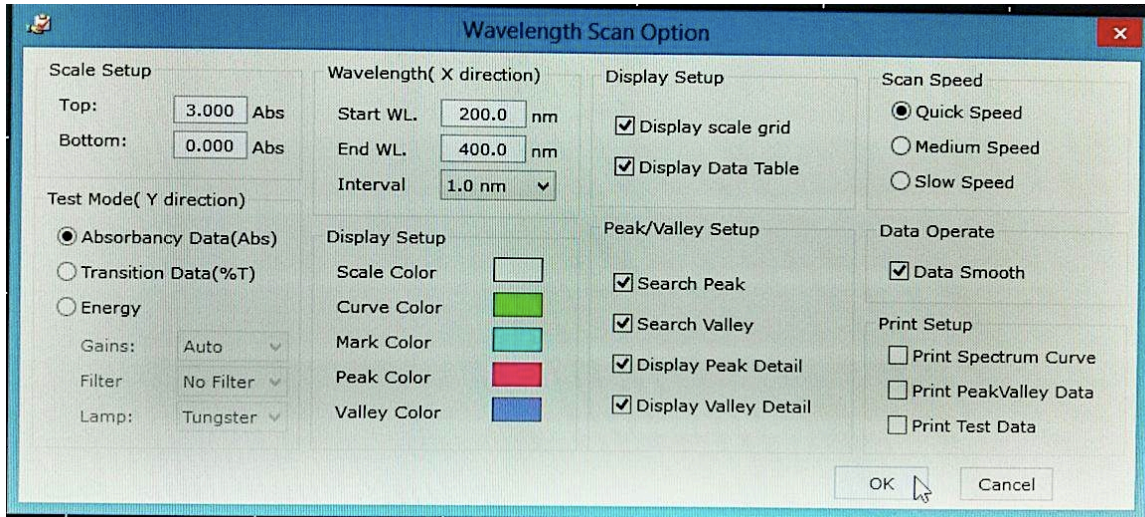 Wavelength Scan Option
Scale Setup
Top: 3.000 Abs
Bottom: 0.000 Abs
Test Mode( Y direction)
Absorbancy Data(Abs)
Transition Data(%T)
Energy
Gains: Auto
Filter No Filter
Lamp: Tungster
Wavelength( X direction)
Start WL. 200.0 nm
End WL. 400.0 nm
Interval 1.0 nm
Display Setup
Scale Color
Curve Color
Mark Color
Peak Color
Valley Color
Display Setup
Display scale grid
Display Data Table
Peak/Valley Setup
Search Peak
Search Valley
Display Peak Detail
Display Valley Detail
Scan Speed
Quick Speed
Medium Speed
Slow Speed
Data Operate
Data Smooth
Print Setup
Print Spectrum Curve
Print PeakValley Data
Print Test Data
OK Cancel